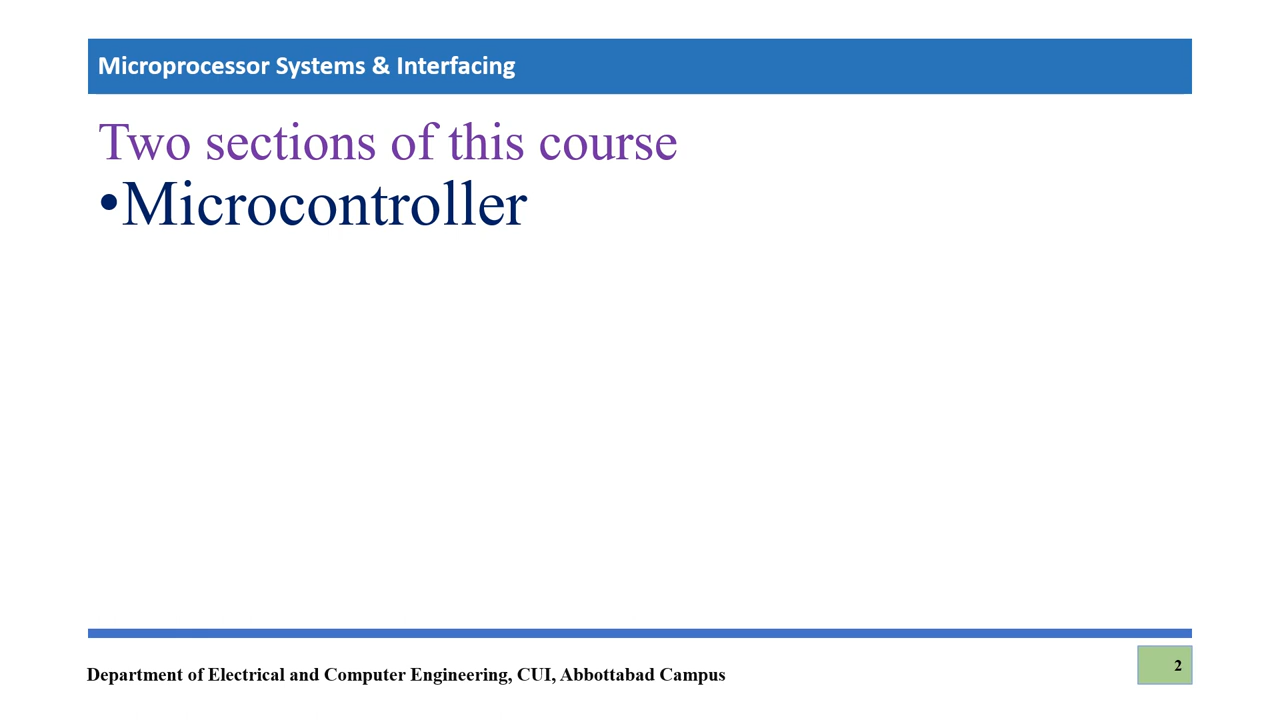 Microprocessor Systems & Interfacing
Two sections of this course
•Microcontroller
Department of Electrical and Computer Engineering, CUI, Abbottabad Campus
2